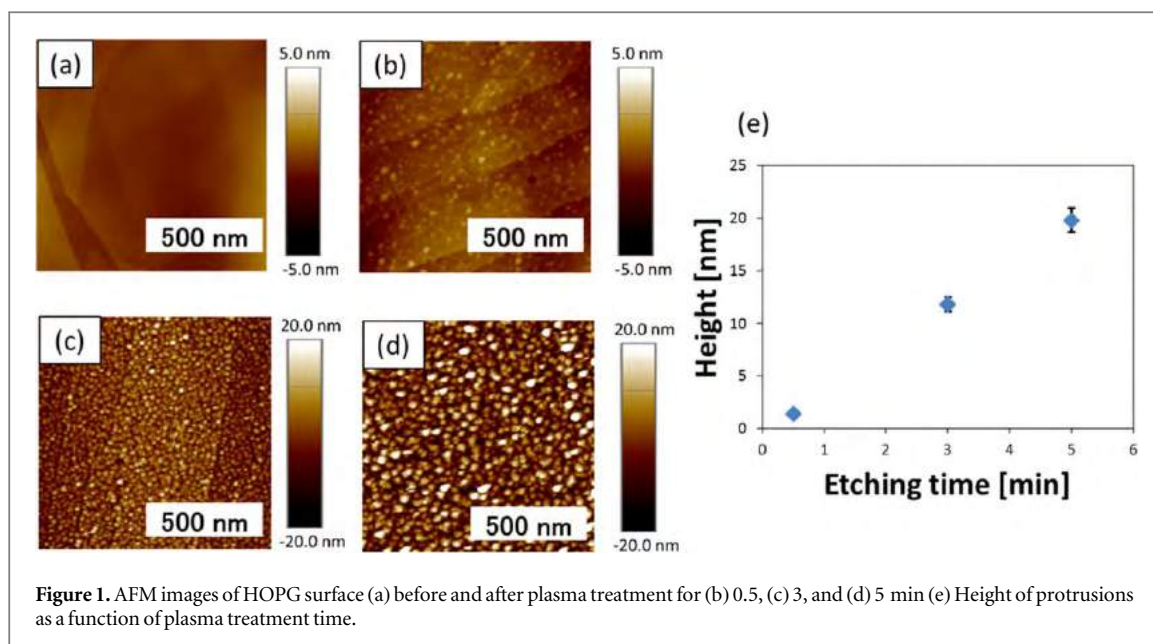 (a)
5.0 nm
-5.0 nm
500 nm
(b)
5.0 nm
-5.0 nm
500 nm
(c)
20.0 nm
-20.0 nm
500 nm
(d)
20.0 nm
-20.0 nm
500 nm
(e)
Height [nm]
25
20
15
10
5
0
0 1 2 3 4 5 6
Etching time [min]
Figure 1. AFM images of HOPG surface (a) before and after plasma treatment for (b) 0.5, (c) 3, and (d) 5 min (e) Height of protrusions
as a function of plasma treatment time.